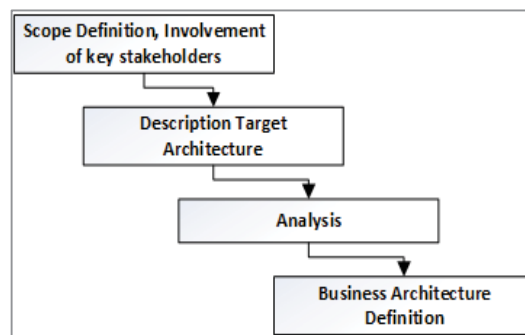 Scope Definition, Involvement
of key stakeholders
Description Target
Architecture
Analysis
Business Architecture
Definition